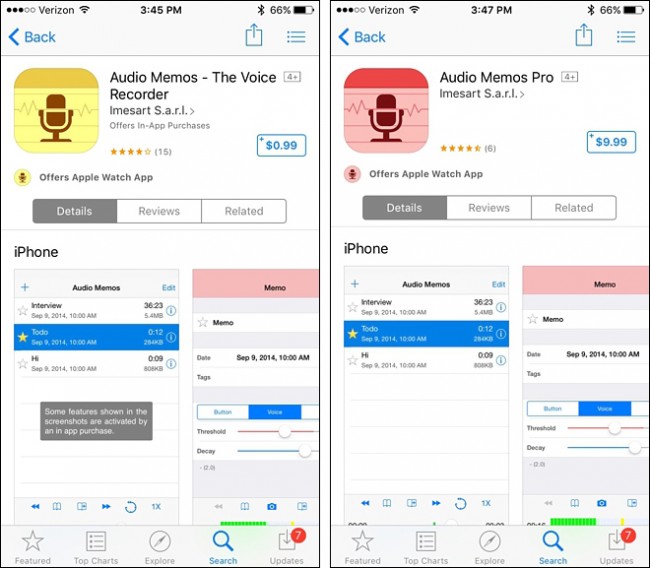 Verizon 3:45 PM 66%
Back
Audio Memos - The Voice Recorder 4+
Imesart S.a.r.l. >
Offers In-App Purchases
(15)
+ $0.99
Offers Apple Watch App
Details Reviews Related
iPhone
+ Audio Memos Edit
Interview 36:23
Sep 9, 2014, 10:00 AM 5.4MB
Todo 0:12
Sep 9, 2014, 10:00 AM 284KB
Hi 0:09
Sep 9, 2014, 10:00 AM 808KB
Some features shown in the
screenshots are activated by
an in app purchase.
1X
Memo
Memo
Date Sep 9, 2014, 10:00 AM
Tags
Button Voice
Threshold
Decay
- (2.0)
Featured Top Charts Explore Search Updates
7
Verizon 3:47 PM 66%
Back
Audio Memos Pro 4+
Imesart S.a.r.l. >
(6)
+ $9.99
Offers Apple Watch App
Details Reviews Related
iPhone
+ Audio Memos Edit
Interview 36:23
Sep 9, 2014, 10:00 AM 5.4MB
Todo 0:12
Sep 9, 2014, 10:00 AM 284KB
Hi 0:09
Sep 9, 2014, 10:00 AM 808KB
1X
Memo
Memo
Date Sep 9, 2014, 10:00 AM
Tags
Button Voice
Threshold
Decay
- (2.0)
Featured Top Charts Explore Search Updates
7